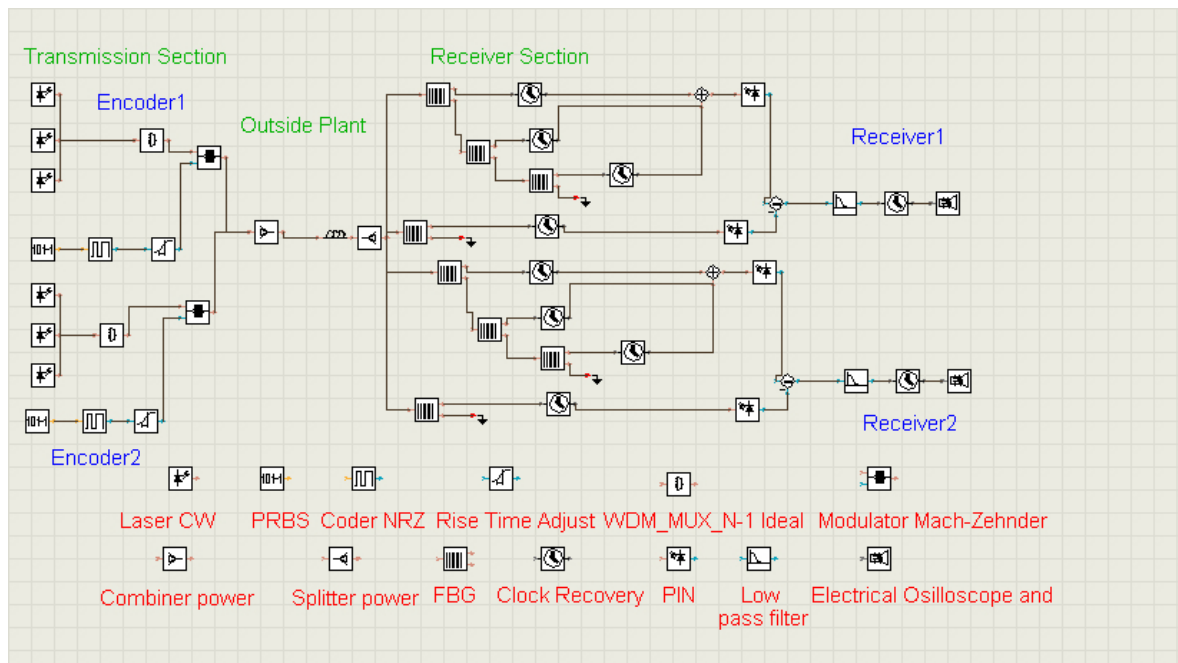 Transmission Section
Receiver Section
Encoder1
Outside Plant
Receiver1
Encoder2
Receiver2
Laser CW
PRBS
Coder NRZ
Rise Time Adjust
WDM_MUX_N-1 Ideal
Modulator Mach-Zehnder
Combiner power
Splitter power
FBG
Clock Recovery
PIN
Low
pass filter
Electrical Osilloscope and